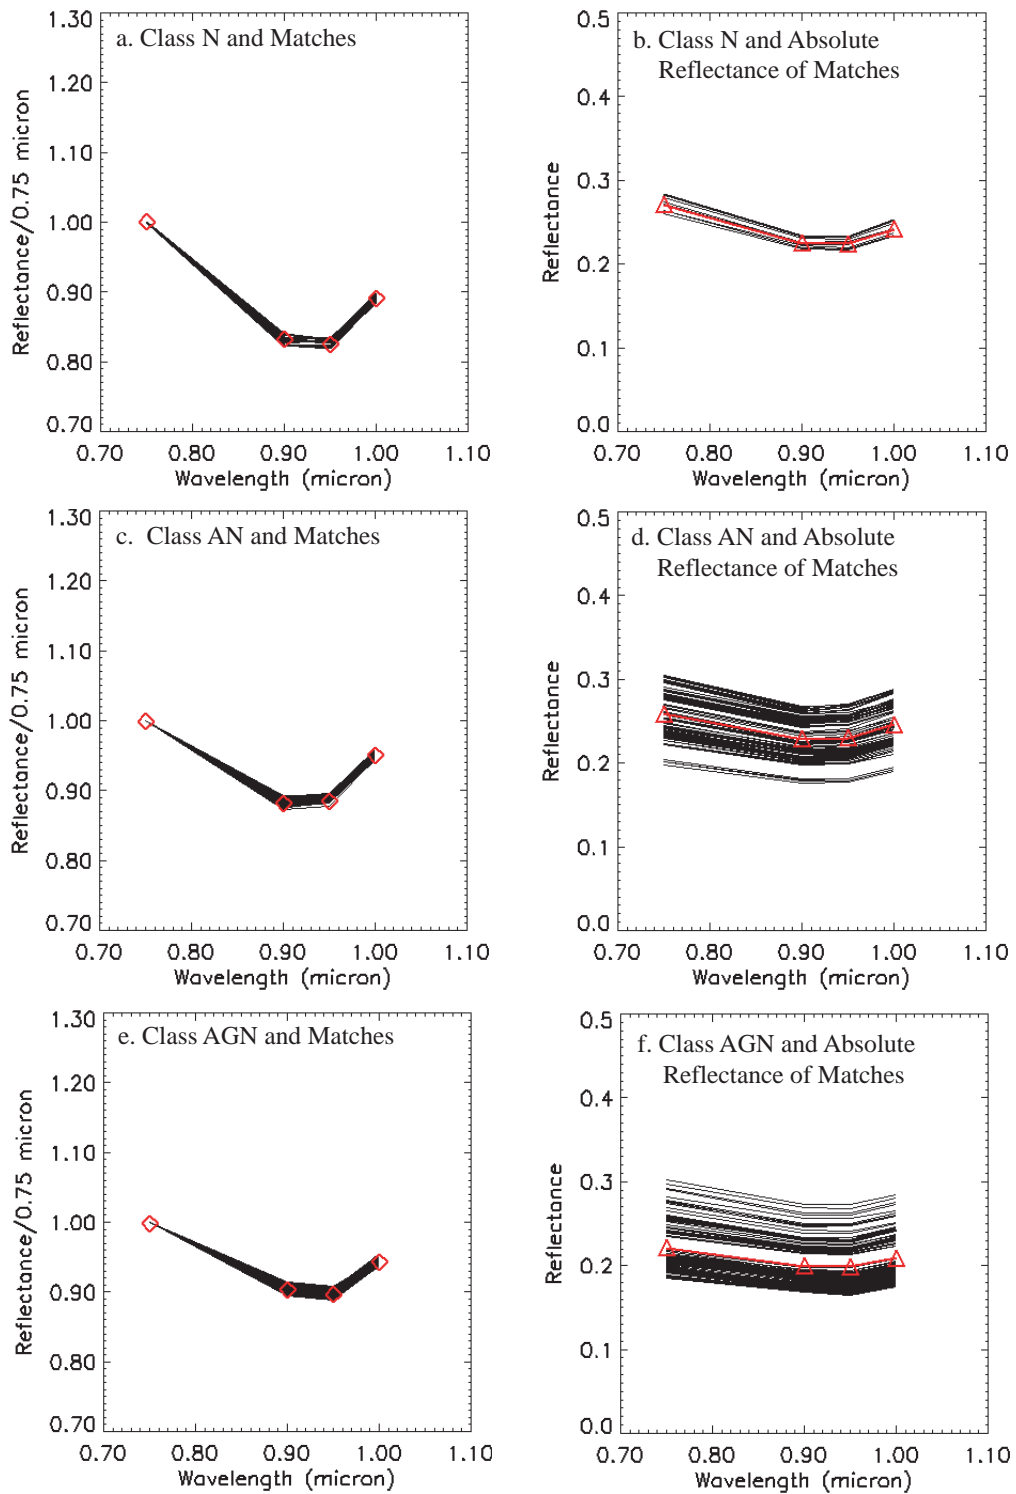 a. Class N and Matches
1.30
1.20
1.10
1.00
0.90
0.80
0.70
Reflectance/0.75 micron
0.70 0.80 0.90 1.00 1.10
Wavelength (micron)
b. Class N and Absolute
Reflectance of Matches
0.5
0.4
0.3
0.2
0.1
0.0
Reflectance
0.70 0.80 0.90 1.00 1.10
Wavelength (micron)
c. Class AN and Matches
1.30
1.20
1.10
1.00
0.90
0.80
0.70
Reflectance/0.75 micron
0.70 0.80 0.90 1.00 1.10
Wavelength (micron)
d. Class AN and Absolute
Reflectance of Matches
0.5
0.4
0.3
0.2
0.1
0.0
Reflectance
0.70 0.80 0.90 1.00 1.10
Wavelength (micron)
e. Class AGN and Matches
1.30
1.20
1.10
1.00
0.90
0.80
0.70
Reflectance/0.75 micron
0.70 0.80 0.90 1.00 1.10
Wavelength (micron)
f. Class AGN and Absolute
Reflectance of Matches
0.5
0.4
0.3
0.2
0.1
0.0
Reflectance
0.70 0.80 0.90 1.00 1.10
Wavelength (micron)